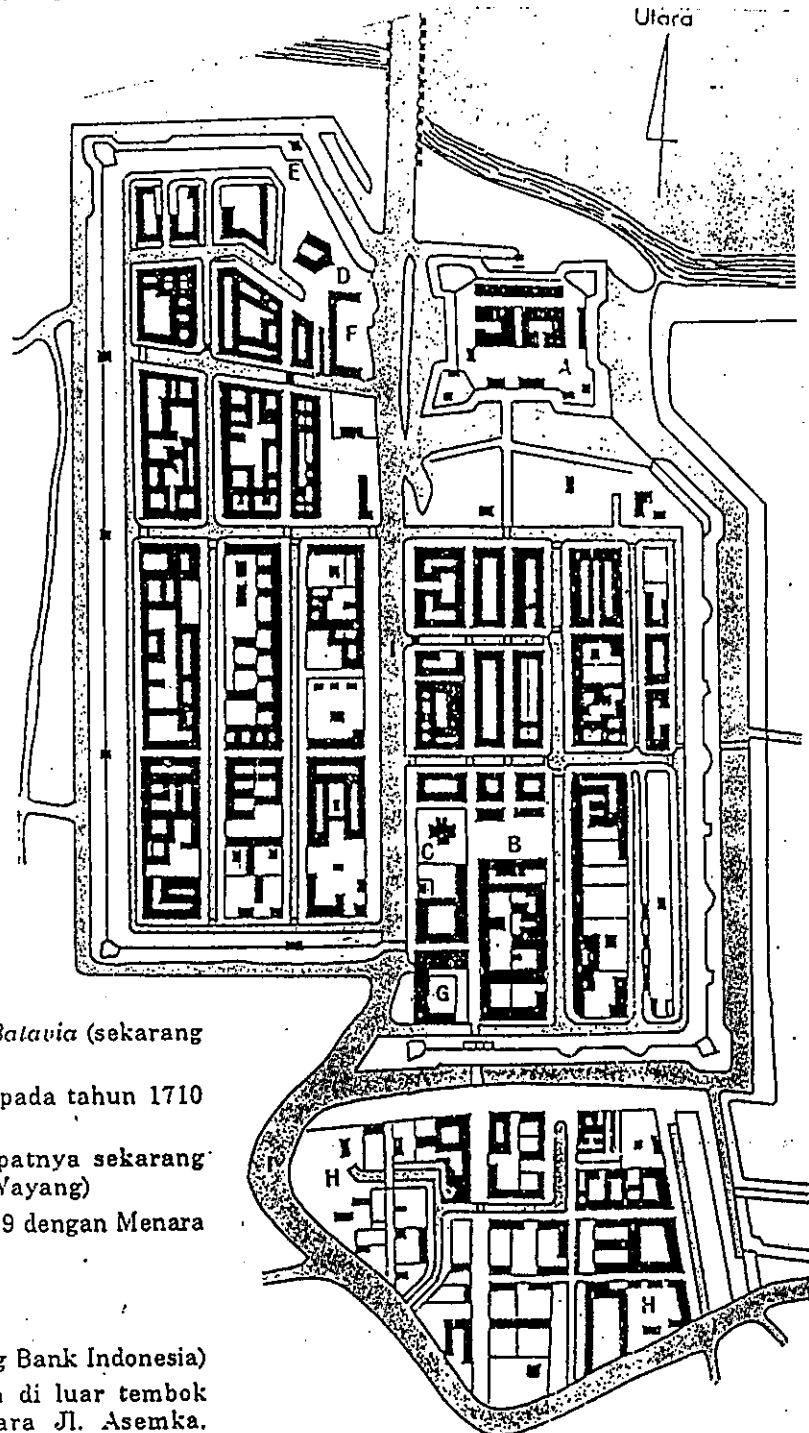 Utara
E
D
F
A
B
C
G
Batavia (sekarang
pada tahun 1710
patnya sekarang
Wayang)
9 dengan Menara
H
H
g Bank Indonesia)
di luar tembok
ara Jl. Asemka.